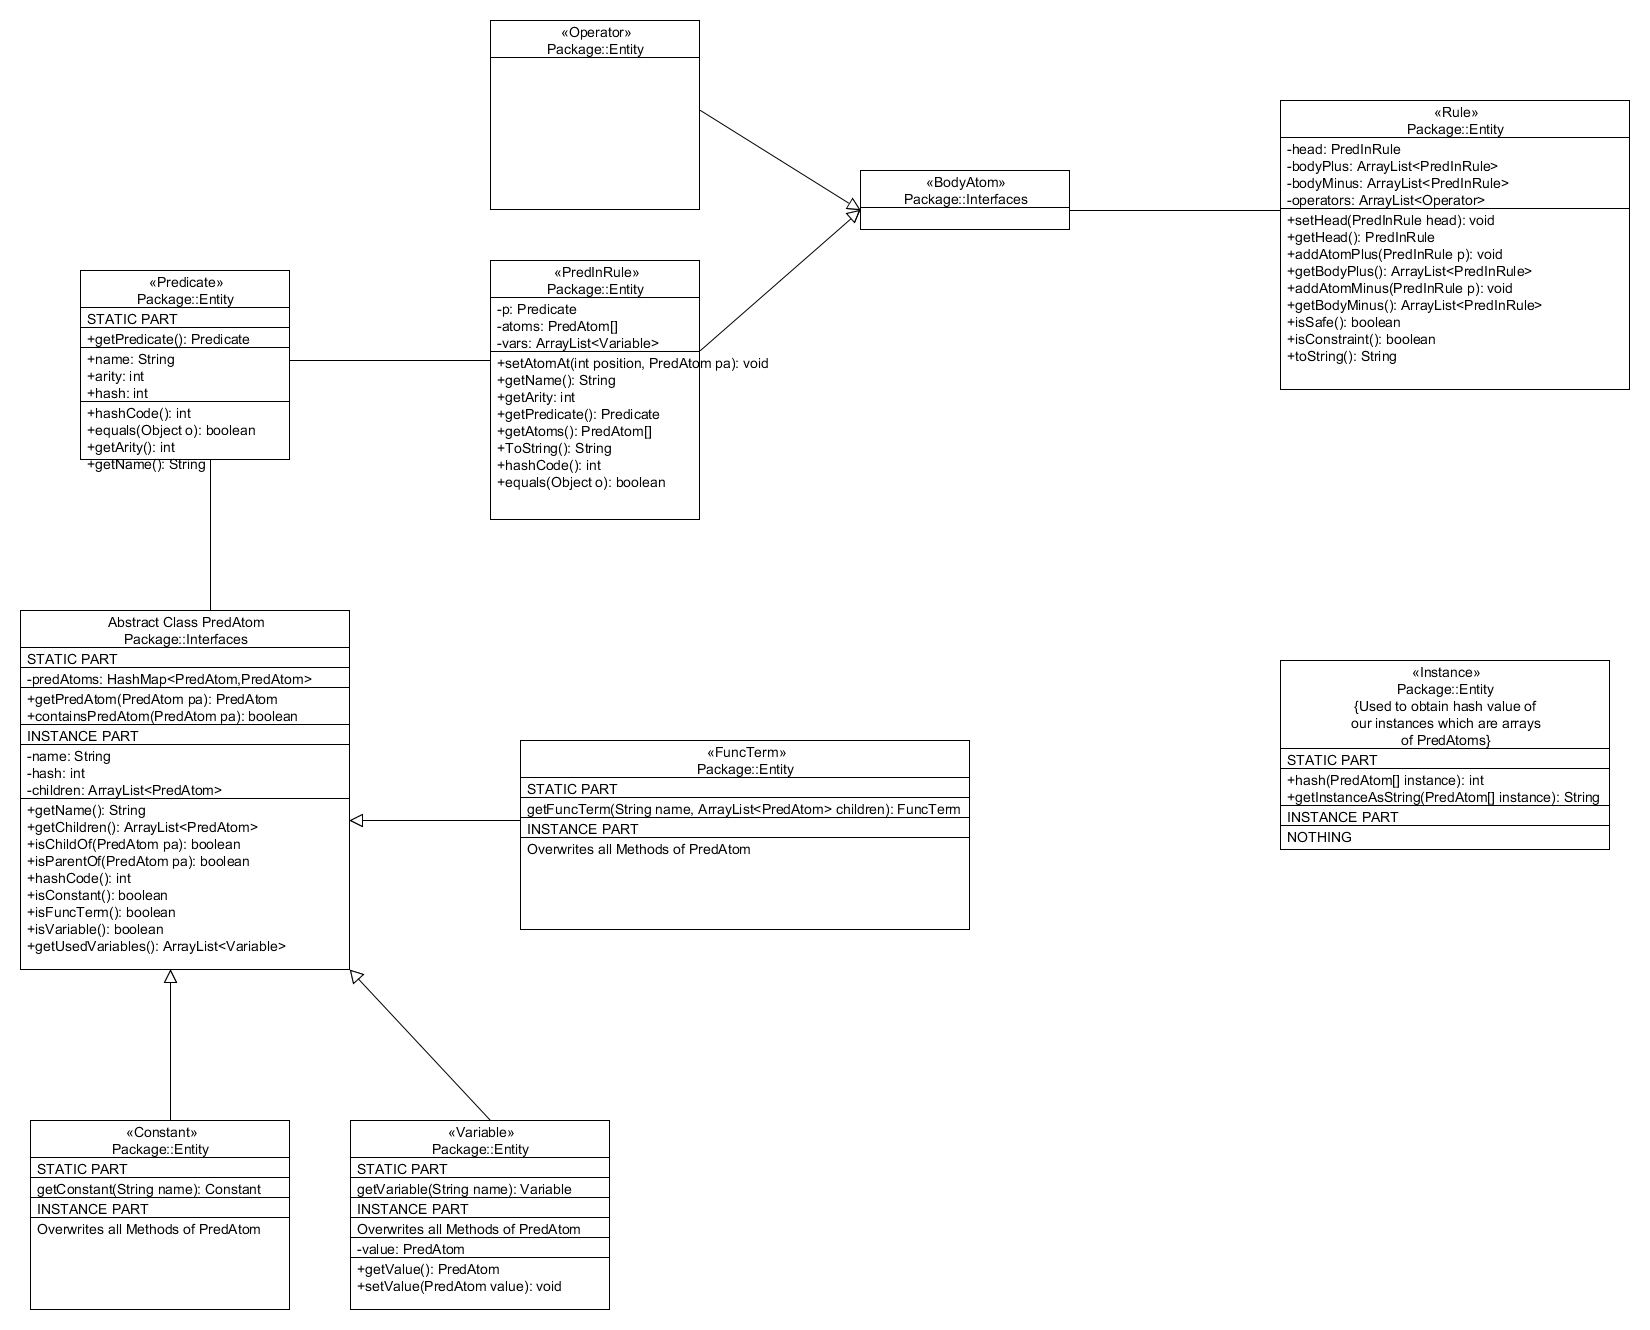 «Operator»
Package::Entity
«Rule»
Package::Entity
-head: PredInRule
-bodyPlus: ArrayList<PredInRule>
-bodyMinus: ArrayList<PredInRule>
-operators: ArrayList<Operator>
+setHead(PredInRule head): void
+getHead(): PredInRule
+addAtomPlus(PredInRule p): void
+getBodyPlus(): ArrayList<PredInRule>
+addAtomMinus(PredInRule p): void
+getBodyMinus(): ArrayList<PredInRule>
+isSafe(): boolean
+isConstraint(): boolean
+toString(): String
«BodyAtom»
Package::Interfaces
«Predicate»
Package::Entity
STATIC PART
+getPredicate(): Predicate
+name: String
+arity: int
+hash: int
+hashCode(): int
+equals(Object o): boolean
+getArity(): int
+getName(): String
«PredInRule»
Package::Entity
-p: Predicate
-atoms: PredAtom[]
-vars: ArrayList<Variable>
+setAtomAt(int position, PredAtom pa): void
+getName(): String
+getArity: int
+getPredicate(): Predicate
+getAtoms(): PredAtom[]
+ToString(): String
+hashCode(): int
+equals(Object o): boolean
Abstract Class PredAtom
Package::Interfaces
STATIC PART
-predAtoms: HashMap<PredAtom,PredAtom>
+getPredAtom(PredAtom pa): PredAtom
+containsPredAtom(PredAtom pa): boolean
INSTANCE PART
-name: String
-hash: int
-children: ArrayList<PredAtom>
+getName(): String
+getChildren(): ArrayList<PredAtom>
+isChildOf(PredAtom pa): boolean
+isParentOf(PredAtom pa): boolean
+hashCode(): int
+isConstant(): boolean
+isFuncTerm(): boolean
+isVariable(): boolean
+getUsedVariables(): ArrayList<Variable>
«FuncTerm»
Package::Entity
STATIC PART
getFuncTerm(String name, ArrayList<PredAtom> children): FuncTerm
INSTANCE PART
Overwrites all Methods of PredAtom
«Instance»
Package::Entity
{Used to obtain hash value of
our instances which are arrays
of PredAtoms}
STATIC PART
+hash(PredAtom[] instance): int
+getInstanceAsString(PredAtom[] instance): String
INSTANCE PART
NOTHING
«Constant»
Package::Entity
STATIC PART
getConstant(String name): Constant
INSTANCE PART
Overwrites all Methods of PredAtom
«Variable»
Package::Entity
STATIC PART
getVariable(String name): Variable
INSTANCE PART
Overwrites all Methods of PredAtom
-value: PredAtom
+getValue(): PredAtom
+setValue(PredAtom value): void